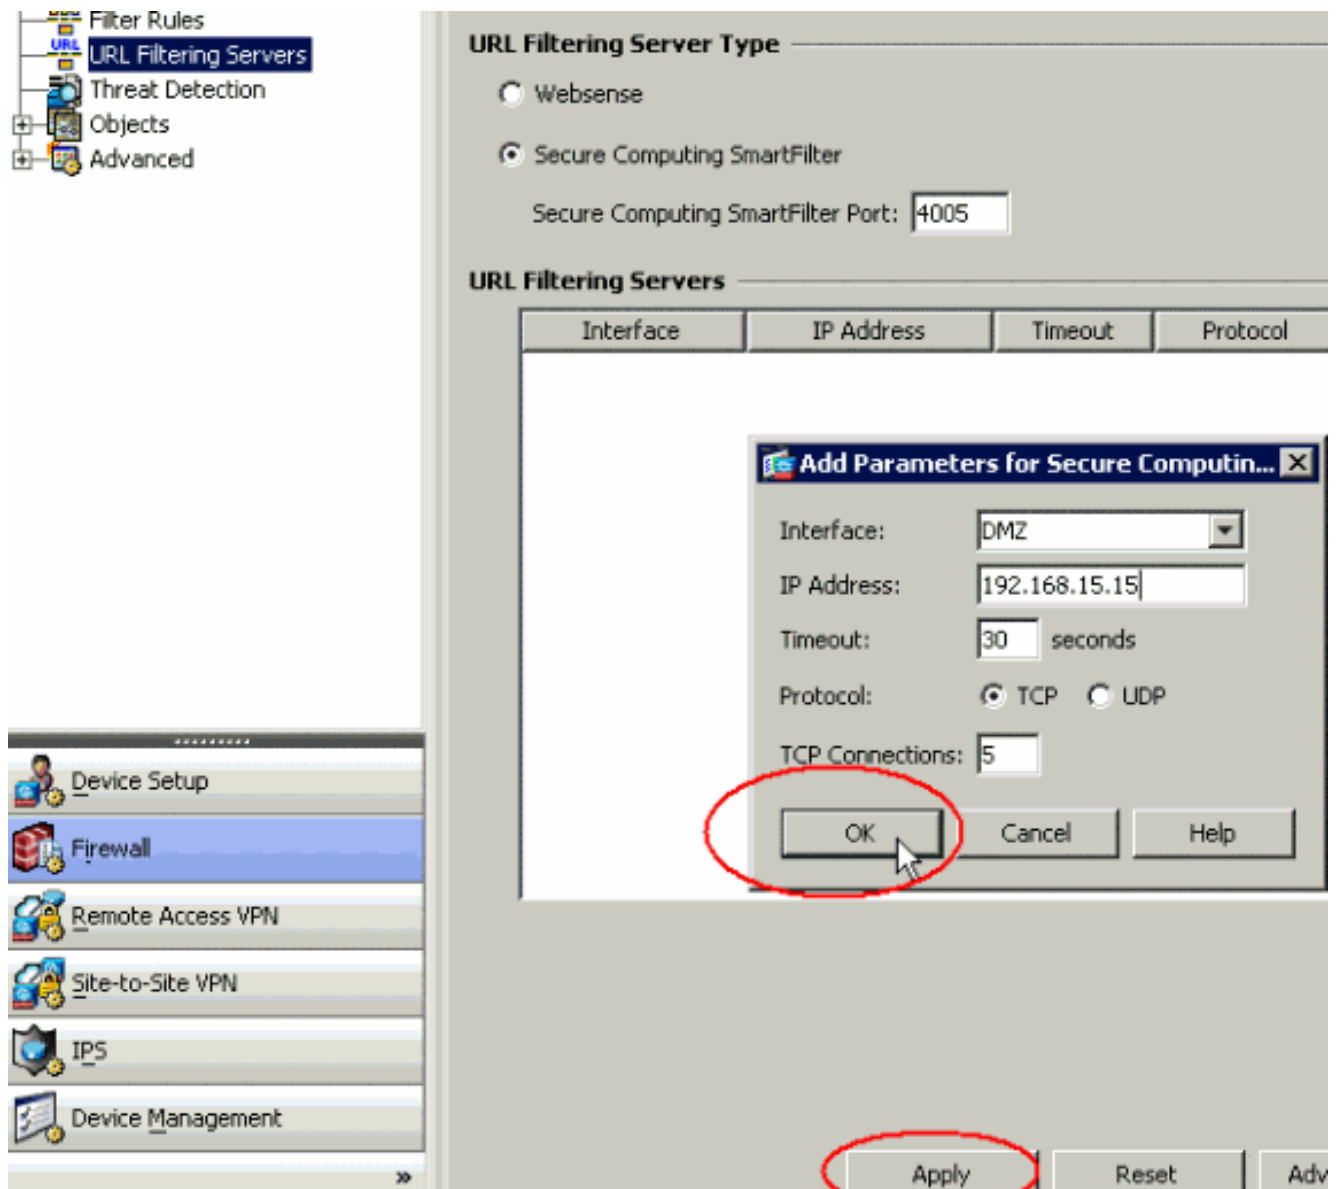 Filter Rules
URL
URL Filtering Servers
Threat Detection
Objects
Advanced
Device Setup
Firewall
Remote Access VPN
Site-to-Site VPN
IPS
Device Management
»
URL Filtering Server Type
Websense
Secure Computing SmartFilter
Secure Computing SmartFilter Port: 4005
URL Filtering Servers
Interface IP Address Timeout Protocol
Add Parameters for Secure Computin...
Interface: DMZ
IP Address: 192.168.15.15
Timeout: 30 seconds
Protocol: TCP UDP
TCP Connections: 5
OK Cancel Help
Apply Reset Adv